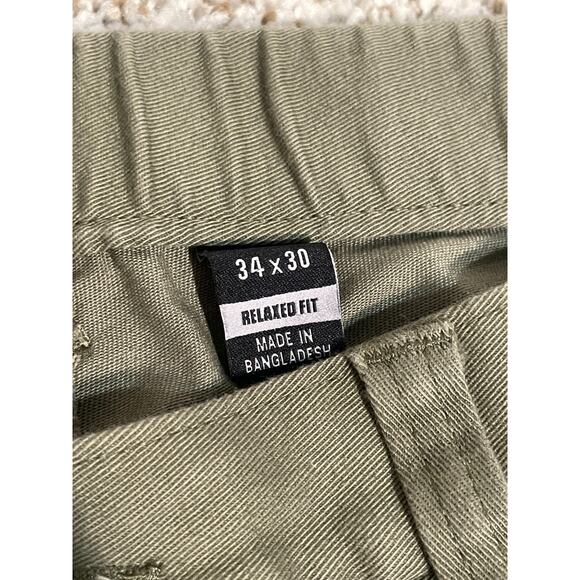 34 x 30
RELAXED FIT
MADE IN
BANGLADESH